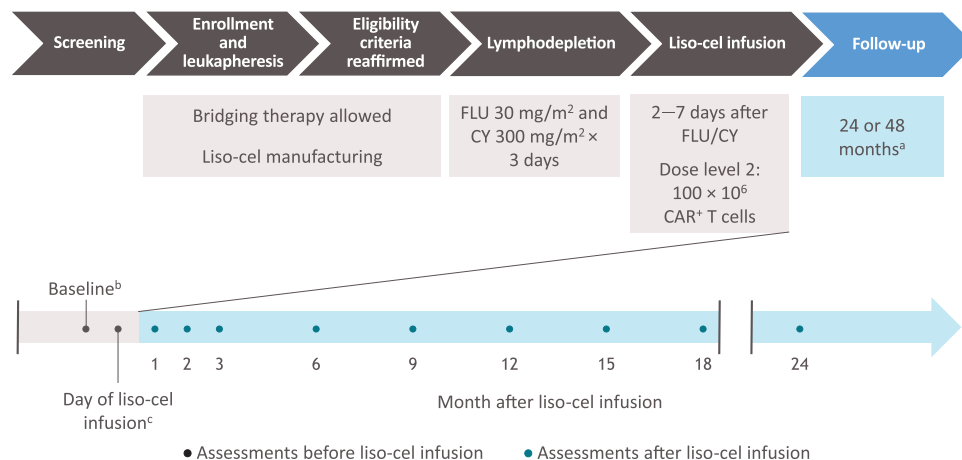 Screening
Enrollment
and
leukapheresis
Eligibility
criteria
reaffirmed
Lymphodepletion
Liso-cel infusion
Follow-up
Bridging therapy allowed
Liso-cel manufacturing
FLU 30 mg/m² and
CY 300 mg/m² ×
3 days
2—7 days after
FLU/CY
Dose level 2:
100 × 10⁶
CAR⁺ T cells
24 or 48
monthsᵃ
Baselineᵇ
1 2 3 6 9 12 15 18 24
Day of liso-cel
infusionᶜ
Month after liso-cel infusion
Assessments before liso-cel infusion
Assessments after liso-cel infusion